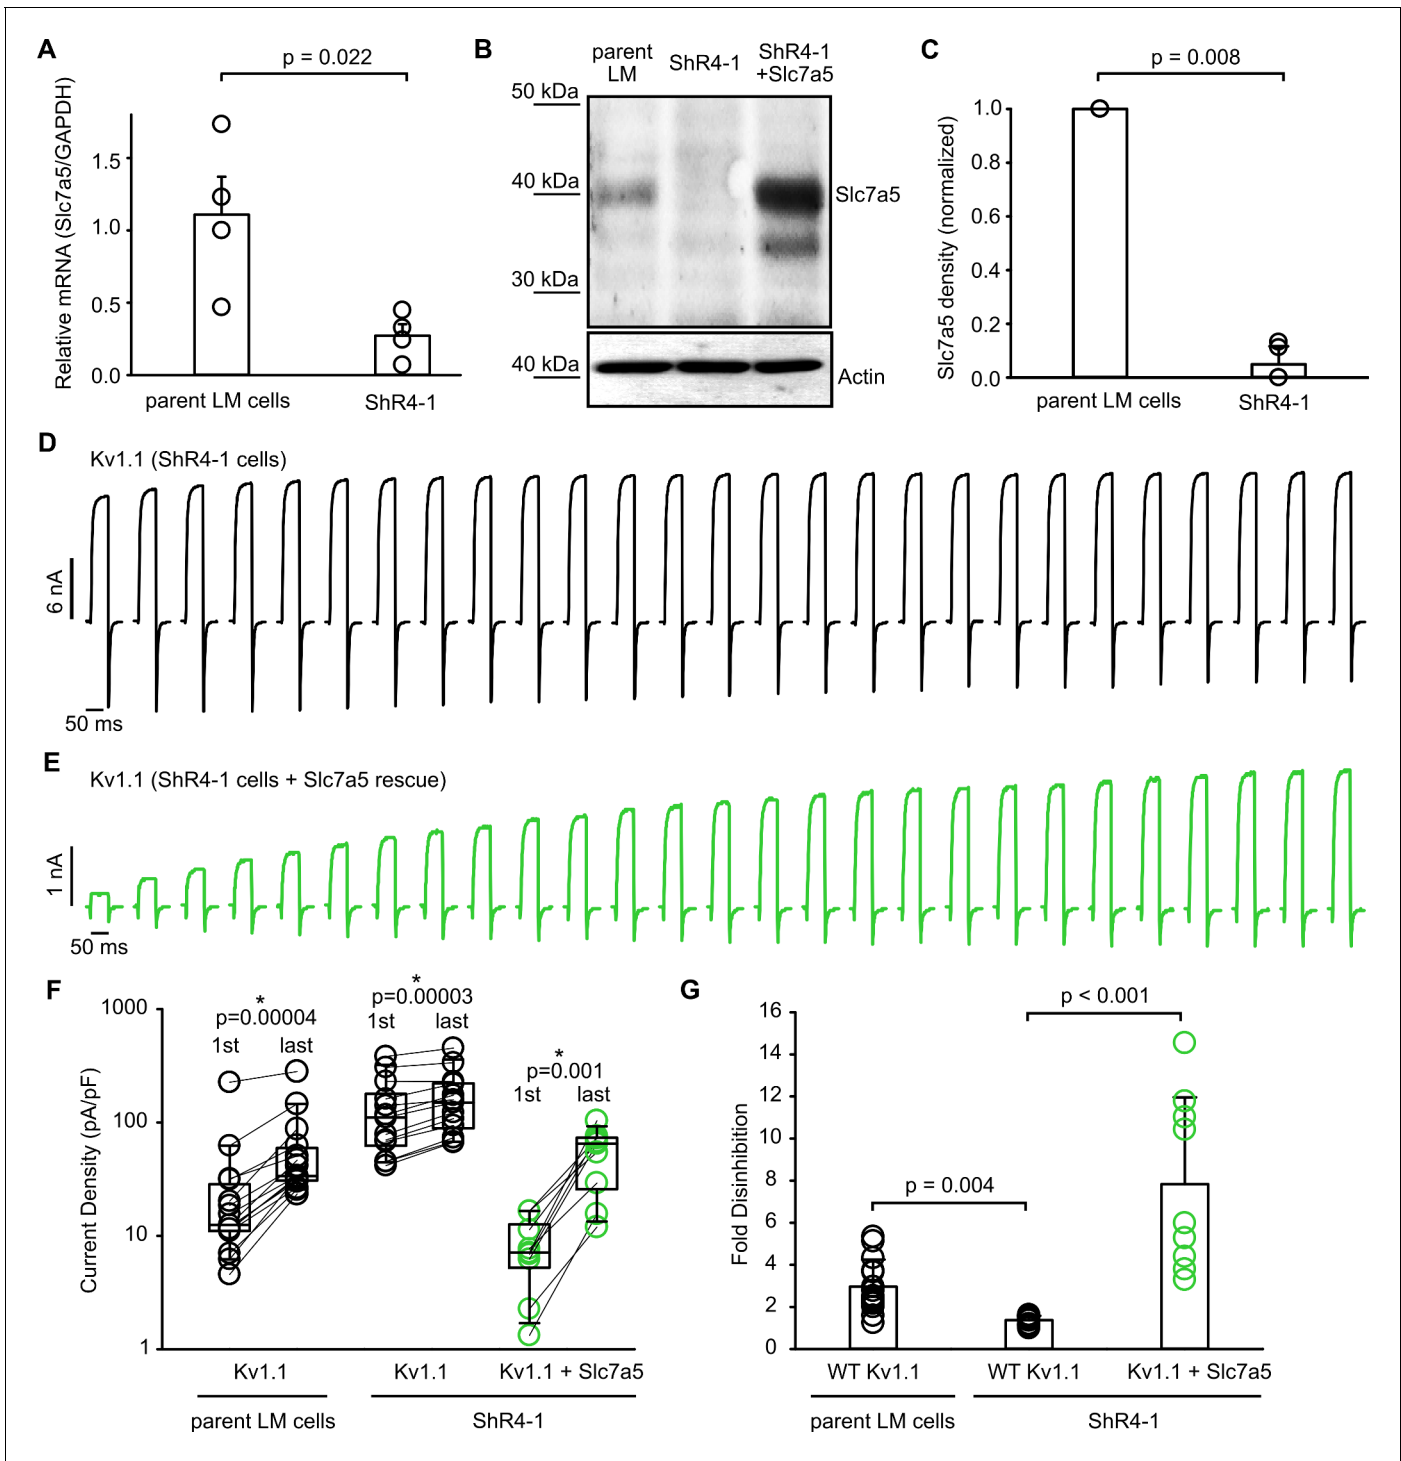 A
p = 0.022
Relative mRNA (Slc7a5/GAPDH)
1.5
1.0
0.5
0.0
parent LM cells
ShR4-1
B
parent LM
ShR4-1
ShR4-1 +Slc7a5
50 kDa
40 kDa
30 kDa
Slc7a5
40 kDa
Actin
C
p = 0.008
Slc7a5 density (normalized)
1.0
0.8
0.6
0.4
0.2
0.0
parent LM cells
ShR4-1
D
Kv1.1 (ShR4-1 cells)
6 nA
50 ms
E
Kv1.1 (ShR4-1 cells + Slc7a5 rescue)
1 nA
50 ms
F
Current Density (pA/pF)
1000
100
10
1
*
p=0.00004
1st
last
*
p=0.00003
1st
last
*
p=0.001
1st
last
Kv1.1
Kv1.1
Kv1.1 + Slc7a5
parent LM cells
ShR4-1
G
Fold Disinhibition
16
14
12
10
8
6
4
2
0
p < 0.001
p = 0.004
WT Kv1.1
WT Kv1.1
Kv1.1 + Slc7a5
parent LM cells
ShR4-1